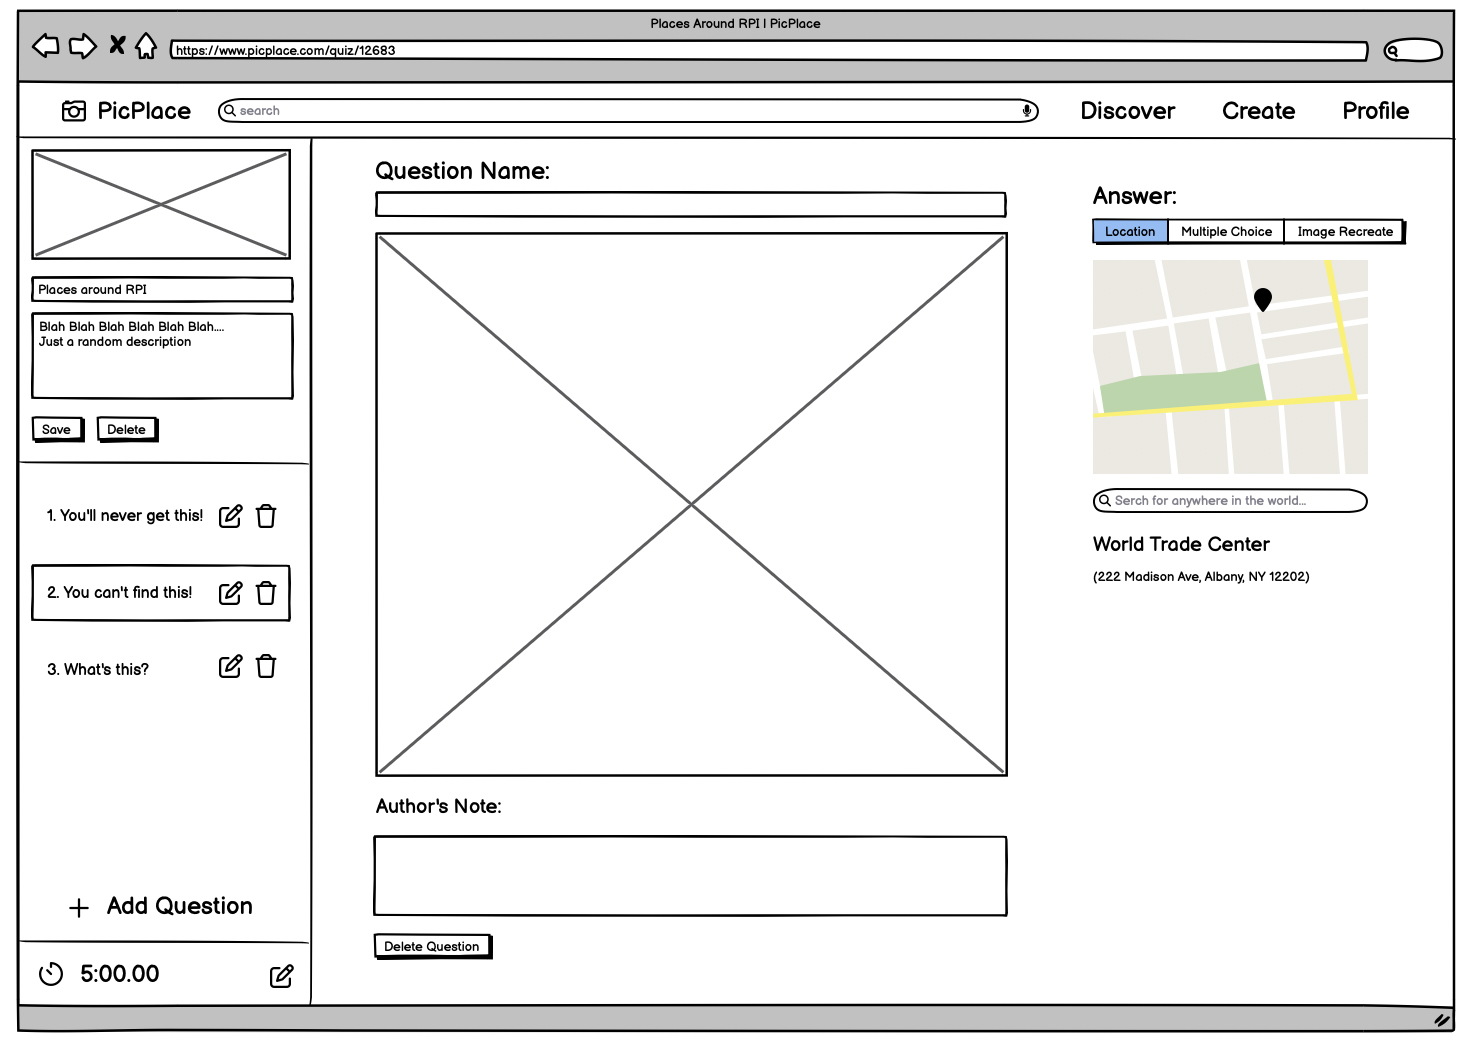 Places Around RPI | PicPlace
https://www.picplace.com/quiz/12683
PicPlace
search
Discover
Create
Profile
Places around RPI
Blah Blah Blah Blah Blah Blah....
Just a random description
Save
Delete
1. You'll never get this!
2. You can't find this!
3. What's this?
Add Question
5:00.00
Question Name:
Author's Note:
Delete Question
Answer:
Location
Multiple Choice
Image Recreate
Serch for anywhere in the world...
World Trade Center
(222 Madison Ave, Albany, NY 12202)